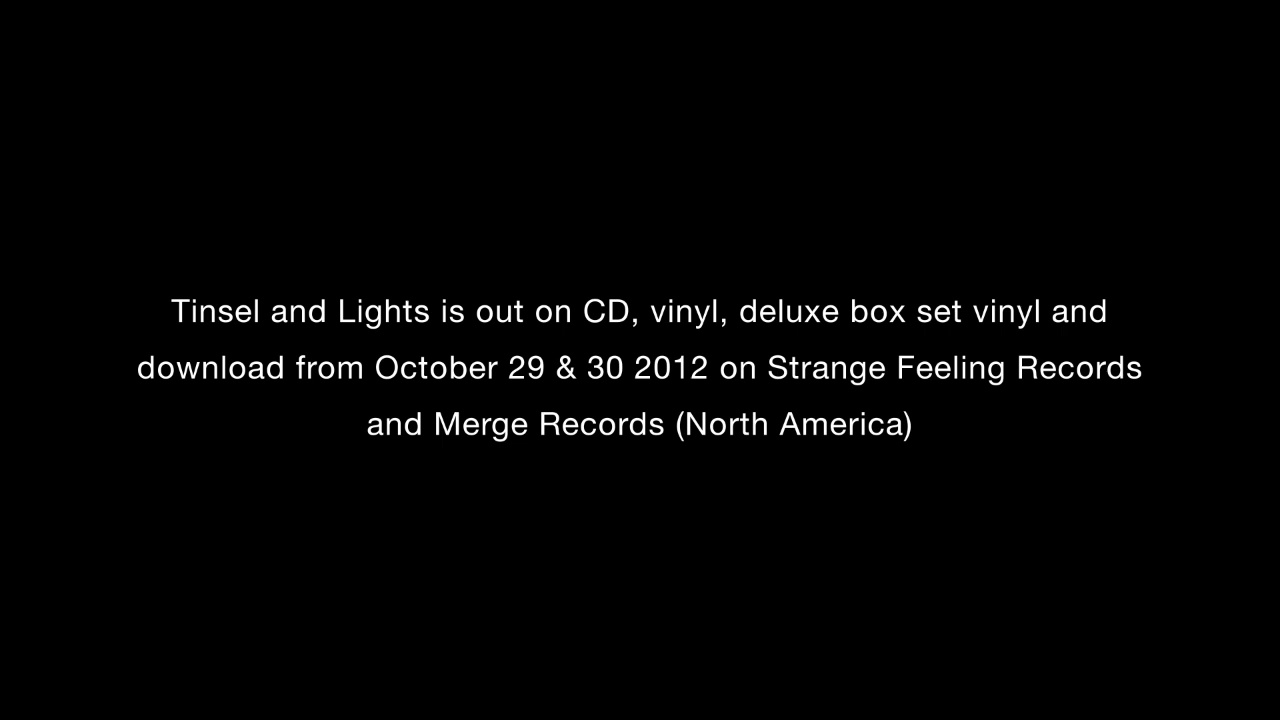 Tinsel and Lights is out on CD, vinyl, deluxe box set vinyl and
download from October 29 & 30 2012 on Strange Feeling Records
and Merge Records (North America)